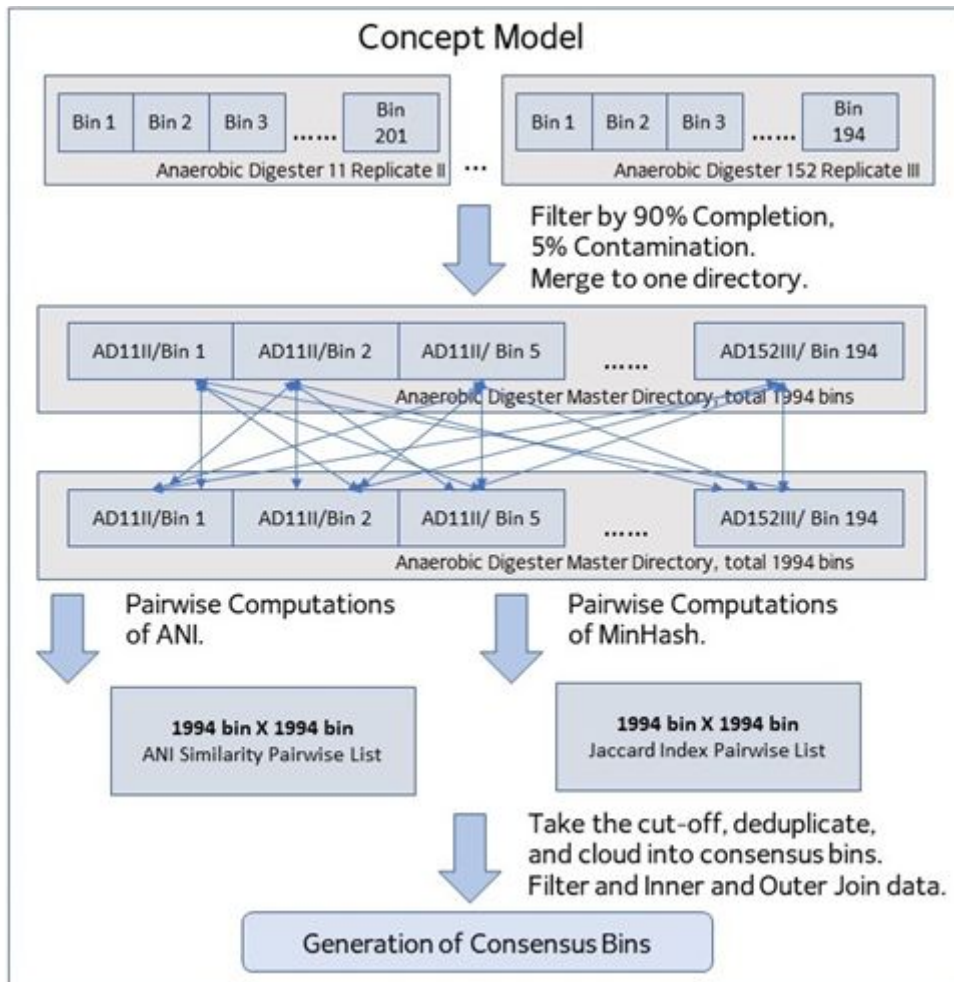 Concept Model
Bin 1 Bin 2 Bin 3 ...... Bin 201
Anaerobic Digester 11 Replicate II
...
Bin 1 Bin 2 Bin 3 ...... Bin 194
Anaerobic Digester 152 Replicate III
Filter by 90% Completion,
5% Contamination.
Merge to one directory.
AD11II/Bin 1 AD11II/Bin 2 AD11II/ Bin 5 ...... AD152III/ Bin 194
Anaerobic Digester Master Directory, total 1994 bins
AD11II/Bin 1 AD11II/Bin 2 AD11II/ Bin 5 ...... AD152III/ Bin 194
Anaerobic Digester Master Directory, total 1994 bins
Pairwise Computations
of ANI.
Pairwise Computations
of MinHash.
1994 bin X 1994 bin
ANI Similarity Pairwise List
1994 bin X 1994 bin
Jaccard Index Pairwise List
Take the cut-off, deduplicate,
and cloud into consensus bins.
Filter and Inner and Outer Join data.
Generation of Consensus Bins